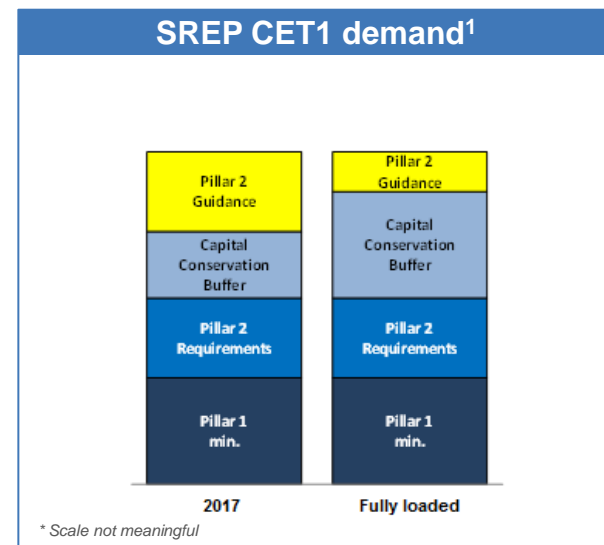 SREP CET1 demand¹
Pillar 2
Guidance
Capital
Conservation
Buffer
Pillar 2
Requirements
Pillar 1
min.
2017
Pillar 2
Guidance
Capital
Conservation
Buffer
Pillar 2
Requirements
Pillar 1
min.
Fully loaded
* Scale not meaningful